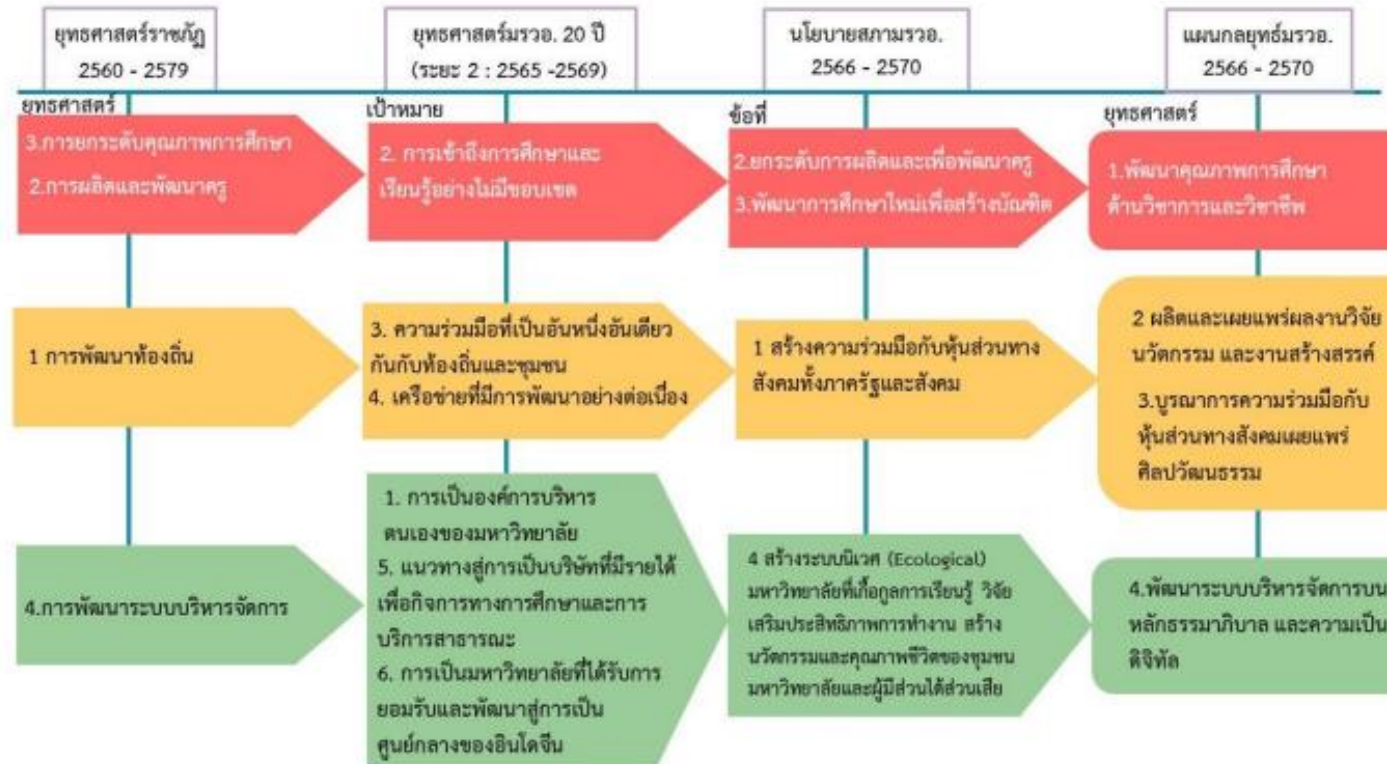 ยุทธศาสตร์ราชภัฏ
2560 - 2579
ยุทธศาสตร์มรวอ. 20 ปี
(ระยะ 2 : 2565 -2569)
นโยบายสภามรวอ.
2566 - 2570
แผนกลยุทธ์มรวอ.
2566 - 2570
ยุทธศาสตร์
เป้าหมาย
ข้อที่
ยุทธศาสตร์
3.การยกระดับคุณภาพการศึกษา
2.การผลิตและพัฒนาครู
2. การเข้าถึงการศึกษาและ
เรียนรู้อย่างไม่มีขอบเขต
2.ยกระดับการผลิตและเพื่อพัฒนาครู
3.พัฒนาการศึกษาใหม่เพื่อสร้างบัณฑิต
1.พัฒนาคุณภาพการศึกษา
ด้านวิชาการและวิชาชีพ
1 การพัฒนาท้องถิ่น
3. ความร่วมมือที่เป็นอันหนึ่งอันเดียว
กันกับท้องถิ่นและชุมชน
4. เครือข่ายที่มีการพัฒนาอย่างต่อเนื่อง
1 สร้างความร่วมมือกับหุ้นส่วนทาง
สังคมทั้งภาครัฐและสังคม
2 ผลิตและเผยแพร่ผลงานวิจัย
นวัตกรรม และงานสร้างสรรค์
3.บูรณาการความร่วมมือกับ
หุ้นส่วนทางสังคมเผยแพร่
ศิลปวัฒนธรรม
4.การพัฒนาระบบบริหารจัดการ
1. การเป็นองค์การบริหาร
ตนเองของมหาวิทยาลัย
5. แนวทางสู่การเป็นบริษัทที่มีรายได้
เพื่อกิจการทางการศึกษาและการ
บริการสาธารณะ
6. การเป็นมหาวิทยาลัยที่ได้รับการ
ยอมรับและพัฒนาสู่การเป็น
ศูนย์กลางของอินโดจีน
4 สร้างระบบนิเวศ (Ecological)
มหาวิทยาลัยที่เกื้อกูลการเรียนรู้ วิจัย
เสริมประสิทธิภาพการทำงาน สร้าง
นวัตกรรมและคุณภาพชีวิตของชุมชน
มหาวิทยาลัยและผู้มีส่วนได้ส่วนเสีย
4.พัฒนาระบบบริหารจัดการบน
หลักธรรมาภิบาล และความเป็น
ดิจิทัล